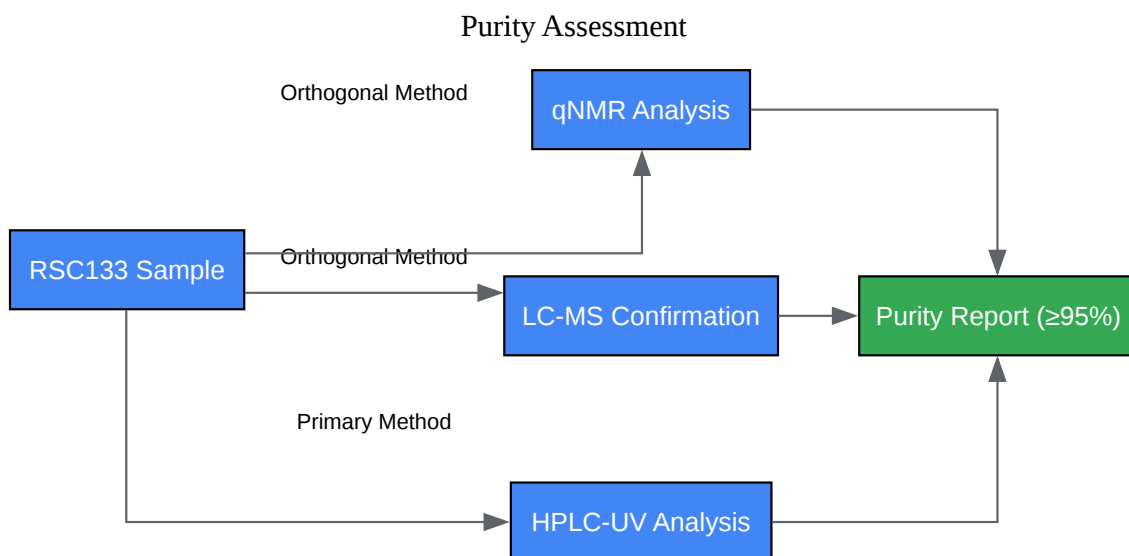 Purity Assessment
Orthogonal Method
qNMR Analysis
Orthogonal Method
RSC133 Sample
LC-MS Confirmation
Purity Report (≥95%)
Primary Method
HPLC-UV Analysis